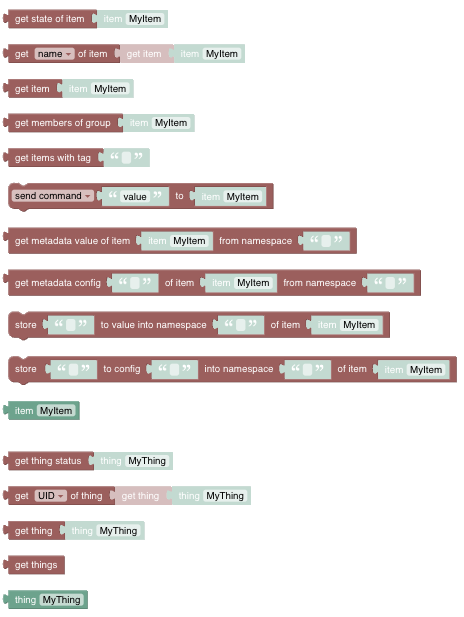 get state of item item MyItem
get name of item get item item MyItem
get item item MyItem
get members of group item MyItem
get items with tag “ ”
send command “ value ” to item MyItem
get metadata value of item item MyItem from namespace “ ”
get metadata config “ ” of item item MyItem from namespace “ ”
store “ ” to value into namespace “ ” of item item MyItem
store “ ” to config “ ” into namespace “ ” of item item MyItem
item MyItem
get thing status thing MyThing
get UID of thing get thing thing MyThing
get thing thing MyThing
get things
thing MyThing